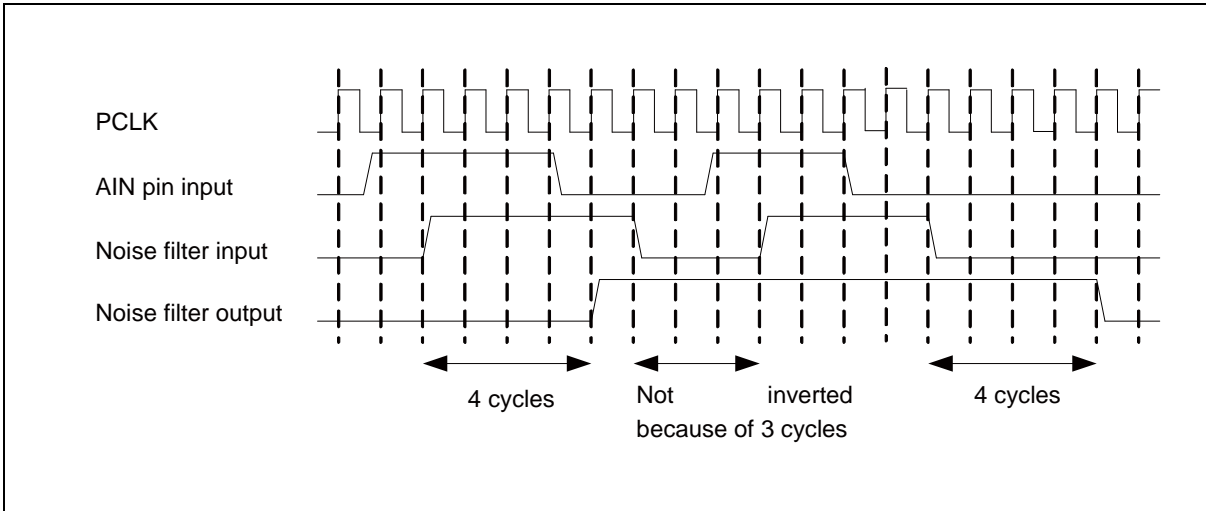 PCLK
AIN pin input
Noise filter input
Noise filter output
4 cycles
Not inverted
because of 3 cycles
4 cycles